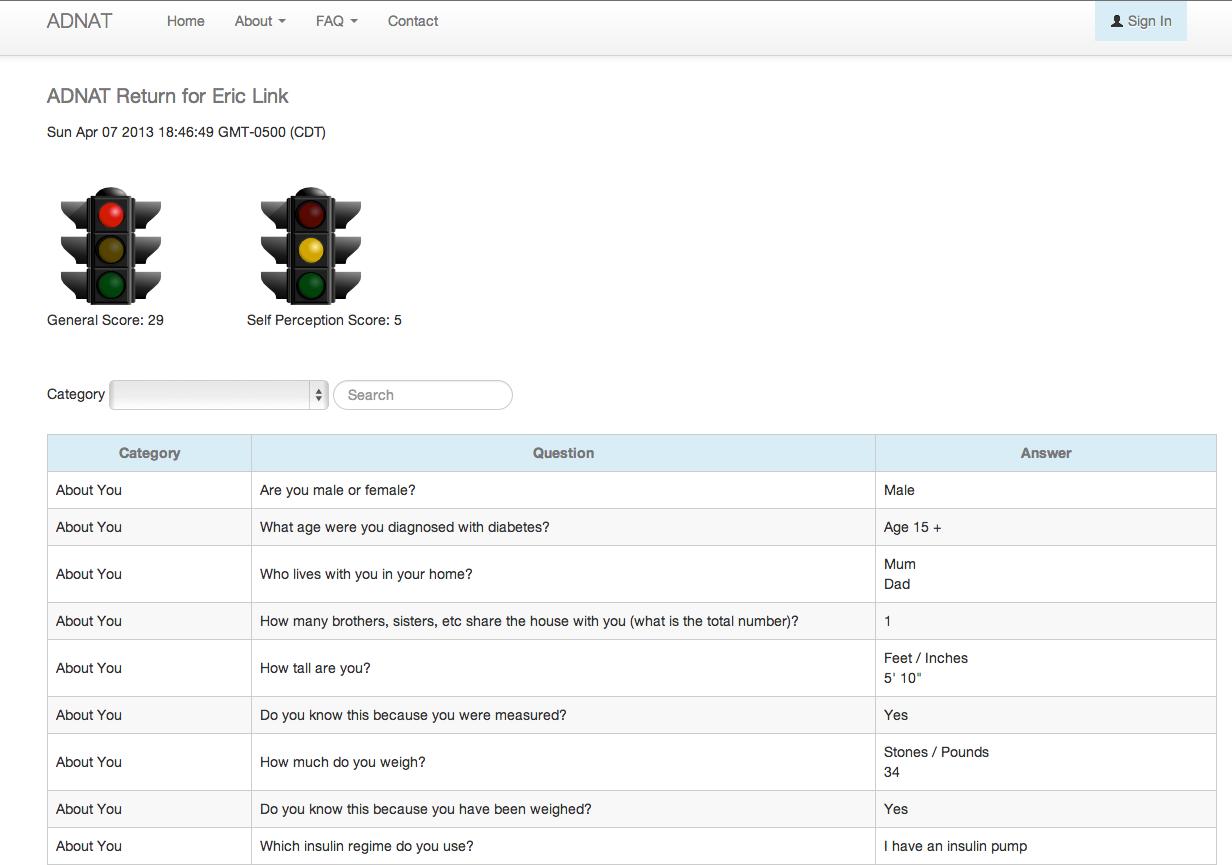 ADNAT Home About FAQ Contact Sign In
ADNAT Return for Eric Link
Sun Apr 07 2013 18:46:49 GMT-0500 (CDT)
General Score: 29 Self Perception Score: 5
Category Search
Category Question Answer
About You Are you male or female? Male
About You What age were you diagnosed with diabetes? Age 15 +
About You Who lives with you in your home? Mum
Dad
About You How many brothers, sisters, etc share the house with you (what is the total number)? 1
About You How tall are you? Feet / Inches
5' 10"
About You Do you know this because you were measured? Yes
About You How much do you weigh? Stones / Pounds
34
About You Do you know this because you have been weighed? Yes
About You Which insulin regime do you use? I have an insulin pump